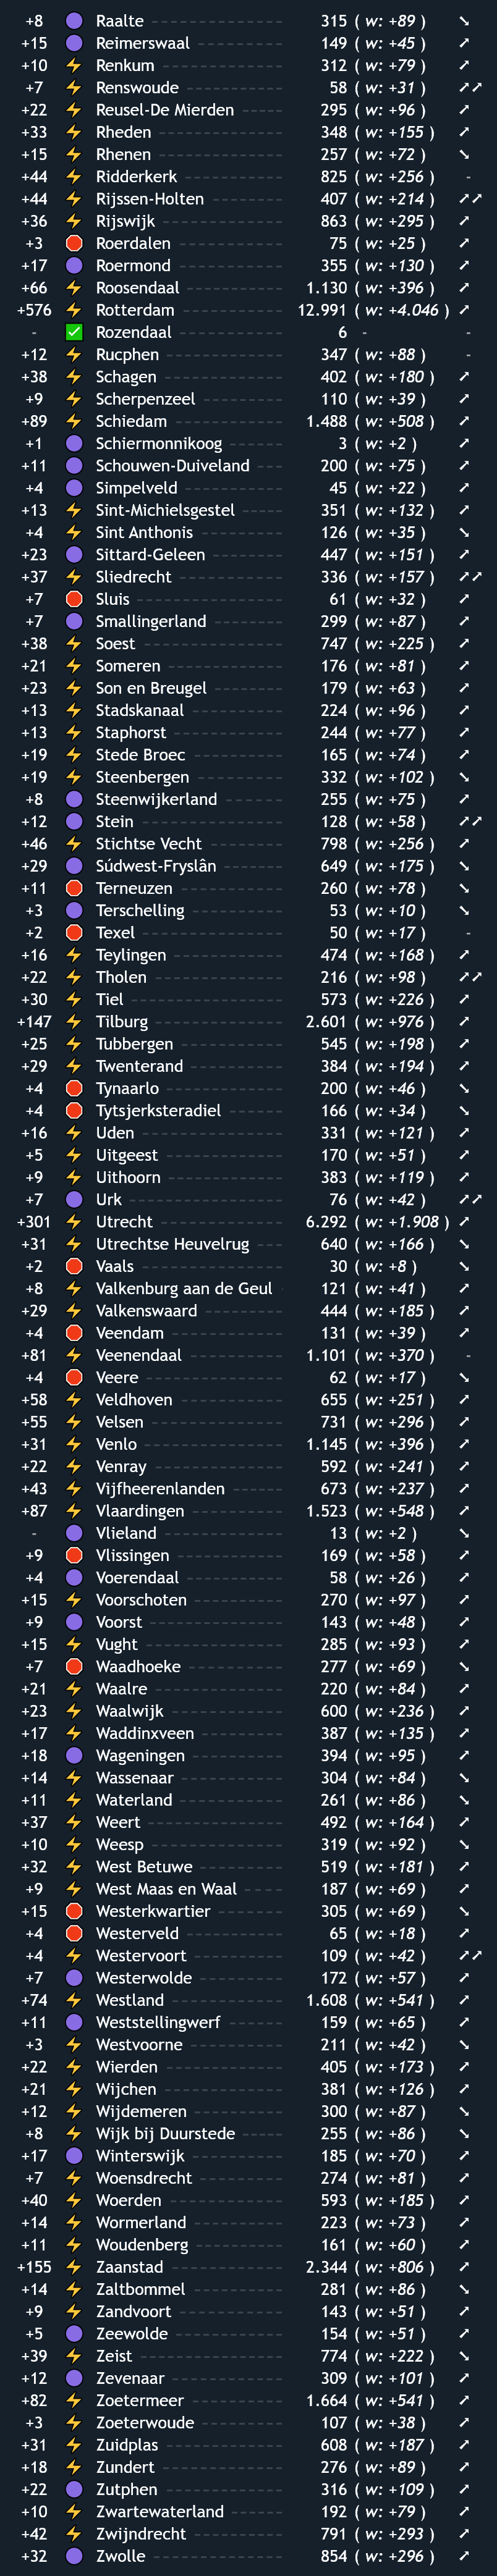 +8 Raalte 315 ( w: +89 ) ↘
+15 Reimerswaal 149 ( w: +45 ) ↗
+10 ⚡ Renkum 312 ( w: +79 ) ↗
+7 ⚡ Renswoude 58 ( w: +31 ) ↗↗
+22 ⚡ Reusel-De Mierden 295 ( w: +96 ) ↗
+33 ⚡ Rheden 348 ( w: +155 ) ↗
+15 ⚡ Rhenen 257 ( w: +72 ) ↘
+44 ⚡ Ridderkerk 825 ( w: +256 ) -
+44 ⚡ Rijssen-Holten 407 ( w: +214 ) ↗↗
+36 ⚡ Rijswijk 863 ( w: +295 ) ↗
+3 Roerdalen 75 ( w: +25 ) ↗
+17 Roermond 355 ( w: +130 ) ↗
+66 ⚡ Roosendaal 1.130 ( w: +396 ) ↗
+576 ⚡ Rotterdam 12.991 ( w: +4.046 ) ↗
- ✅ Rozendaal 6 - -
+12 ⚡ Rucphen 347 ( w: +88 ) -
+38 ⚡ Schagen 402 ( w: +180 ) ↗
+9 ⚡ Scherpenzeel 110 ( w: +39 ) ↗
+89 ⚡ Schiedam 1.488 ( w: +508 ) ↗
+1 Schiermonnikoog 3 ( w: +2 ) ↗
+11 Schouwen-Duiveland 200 ( w: +75 ) ↗
+4 Simpelveld 45 ( w: +22 ) ↗
+13 ⚡ Sint-Michielsgestel 351 ( w: +132 ) ↗
+4 ⚡ Sint Anthonis 126 ( w: +35 ) ↘
+23 Sittard-Geleen 447 ( w: +151 ) ↗
+37 ⚡ Sliedrecht 336 ( w: +157 ) ↗↗
+7 Sluis 61 ( w: +32 ) ↗
+7 Smallingerland 299 ( w: +87 ) ↗
+38 ⚡ Soest 747 ( w: +225 ) ↗
+21 ⚡ Someren 176 ( w: +81 ) ↗
+23 ⚡ Son en Breugel 179 ( w: +63 ) ↗
+13 ⚡ Stadskanaal 224 ( w: +96 ) ↗
+13 ⚡ Staphorst 244 ( w: +77 ) ↗
+19 ⚡ Stede Broec 165 ( w: +74 ) ↗
+19 ⚡ Steenbergen 332 ( w: +102 ) ↘
+8 Steenwijkerland 255 ( w: +75 ) ↗
+12 Stein 128 ( w: +58 ) ↗↗
+46 ⚡ Stichtse Vecht 798 ( w: +256 ) ↗
+29 Súdwest-Fryslân 649 ( w: +175 ) ↘
+11 Terneuzen 260 ( w: +78 ) ↘
+3 Terschelling 53 ( w: +10 ) ↘
+2 Texel 50 ( w: +17 ) -
+16 ⚡ Teylingen 474 ( w: +168 ) ↗
+22 ⚡ Tholen 216 ( w: +98 ) ↗↗
+30 ⚡ Tiel 573 ( w: +226 ) ↗
+147 ⚡ Tilburg 2.601 ( w: +976 ) ↗
+25 ⚡ Tubbergen 545 ( w: +198 ) ↗
+29 ⚡ Twenterand 384 ( w: +194 ) ↗
+4 Tynaarlo 200 ( w: +46 ) ↘
+4 Tytsjerksteradiel 166 ( w: +34 ) ↘
+16 ⚡ Uden 331 ( w: +121 ) ↗
+5 ⚡ Uitgeest 170 ( w: +51 ) ↗
+9 ⚡ Uithoorn 383 ( w: +119 ) ↗
+7 Urk 76 ( w: +42 ) ↗↗
+301 ⚡ Utrecht 6.292 ( w: +1.908 ) ↗
+31 ⚡ Utrechtse Heuvelrug 640 ( w: +166 ) ↘
+2 Vaals 30 ( w: +8 ) ↘
+8 ⚡ Valkenburg aan de Geul 121 ( w: +41 ) ↗
+29 ⚡ Valkenswaard 444 ( w: +185 ) ↗
+4 Veendam 131 ( w: +39 ) ↗
+81 ⚡ Veenendaal 1.101 ( w: +370 ) -
+4 Veere 62 ( w: +17 ) ↘
+58 ⚡ Veldhoven 655 ( w: +251 ) ↗
+55 ⚡ Velsen 731 ( w: +296 ) ↗
+31 ⚡ Venlo 1.145 ( w: +396 ) ↗
+22 ⚡ Venray 592 ( w: +241 ) ↗
+43 ⚡ Vijfheerenlanden 673 ( w: +237 ) ↗
+87 ⚡ Vlaardingen 1.523 ( w: +548 ) ↗
- Vlieland 13 ( w: +2 ) ↘
+9 Vlissingen 169 ( w: +58 ) ↗
+4 Voerendaal 58 ( w: +26 ) ↗
+15 ⚡ Voorschoten 270 ( w: +97 ) ↗
+9 Voorst 143 ( w: +48 ) ↗
+15 ⚡ Vught 285 ( w: +93 ) ↗
+7 Waadhoeke 277 ( w: +69 ) ↘
+21 ⚡ Waalre 220 ( w: +84 ) ↗
+23 ⚡ Waalwijk 600 ( w: +236 ) ↗
+17 ⚡ Waddinxveen 387 ( w: +135 ) ↗
+18 Wageningen 394 ( w: +95 ) ↗
+14 ⚡ Wassenaar 304 ( w: +84 ) ↘
+11 ⚡ Waterland 261 ( w: +86 ) ↘
+37 ⚡ Weert 492 ( w: +164 ) ↗
+10 ⚡ Weesp 319 ( w: +92 ) ↘
+32 ⚡ West Betuwe 519 ( w: +181 ) ↗
+9 ⚡ West Maas en Waal 187 ( w: +69 ) ↗
+15 Westerkwartier 305 ( w: +69 ) ↘
+4 Westerveld 65 ( w: +18 ) ↗
+4 ⚡ Westervoort 109 ( w: +42 ) ↗↗
+7 Westerwolde 172 ( w: +57 ) ↗
+74 ⚡ Westland 1.608 ( w: +541 ) ↗
+11 Weststellingwerf 159 ( w: +65 ) ↗
+3 ⚡ Westvoorne 211 ( w: +42 ) ↘
+22 ⚡ Wierden 405 ( w: +173 ) ↗
+21 ⚡ Wijchen 381 ( w: +126 ) ↗
+12 ⚡ Wijdemeren 300 ( w: +87 ) ↘
+8 ⚡ Wijk bij Duurstede 255 ( w: +86 ) ↘
+17 Winterswijk 185 ( w: +70 ) ↗
+7 ⚡ Woensdrecht 274 ( w: +81 ) ↗
+40 ⚡ Woerden 593 ( w: +185 ) ↗
+14 ⚡ Wormerland 223 ( w: +73 ) ↗
+11 ⚡ Woudenberg 161 ( w: +60 ) ↗
+155 ⚡ Zaanstad 2.344 ( w: +806 ) ↗
+14 ⚡ Zaltbommel 281 ( w: +86 ) ↘
+9 ⚡ Zandvoort 143 ( w: +51 ) ↗
+5 Zeewolde 154 ( w: +51 ) ↗
+39 ⚡ Zeist 774 ( w: +222 ) ↘
+12 Zevenaar 309 ( w: +101 ) ↗
+82 ⚡ Zoetermeer 1.664 ( w: +541 ) ↗
+3 ⚡ Zoeterwoude 107 ( w: +38 ) ↗
+31 ⚡ Zuidplas 608 ( w: +187 ) ↗
+18 ⚡ Zundert 276 ( w: +89 ) ↗
+22 Zutphen 316 ( w: +109 ) ↗
+10 ⚡ Zwartewaterland 192 ( w: +79 ) ↗
+42 ⚡ Zwijndrecht 791 ( w: +293 ) ↗
+32 Zwolle 854 ( w: +296 ) ↗